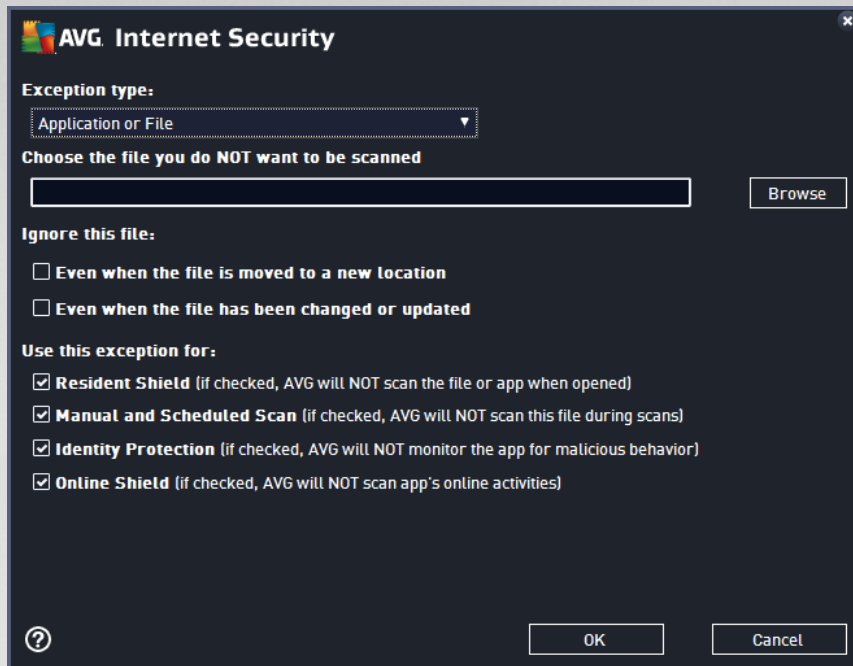 AVG. Internet Security
Exception type:
Application or File
Choose the file you do NOT want to be scanned
Browse
Ignore this file:
Even when the file is moved to a new location
Even when the file has been changed or updated
Use this exception for:
Resident Shield (if checked, AVG will NOT scan the file or app when opened)
Manual and Scheduled Scan (if checked, AVG will NOT scan this file during scans)
Identity Protection (if checked, AVG will NOT monitor the app for malicious behavior)
Online Shield (if checked, AVG will NOT scan app's online activities)
? OK Cancel